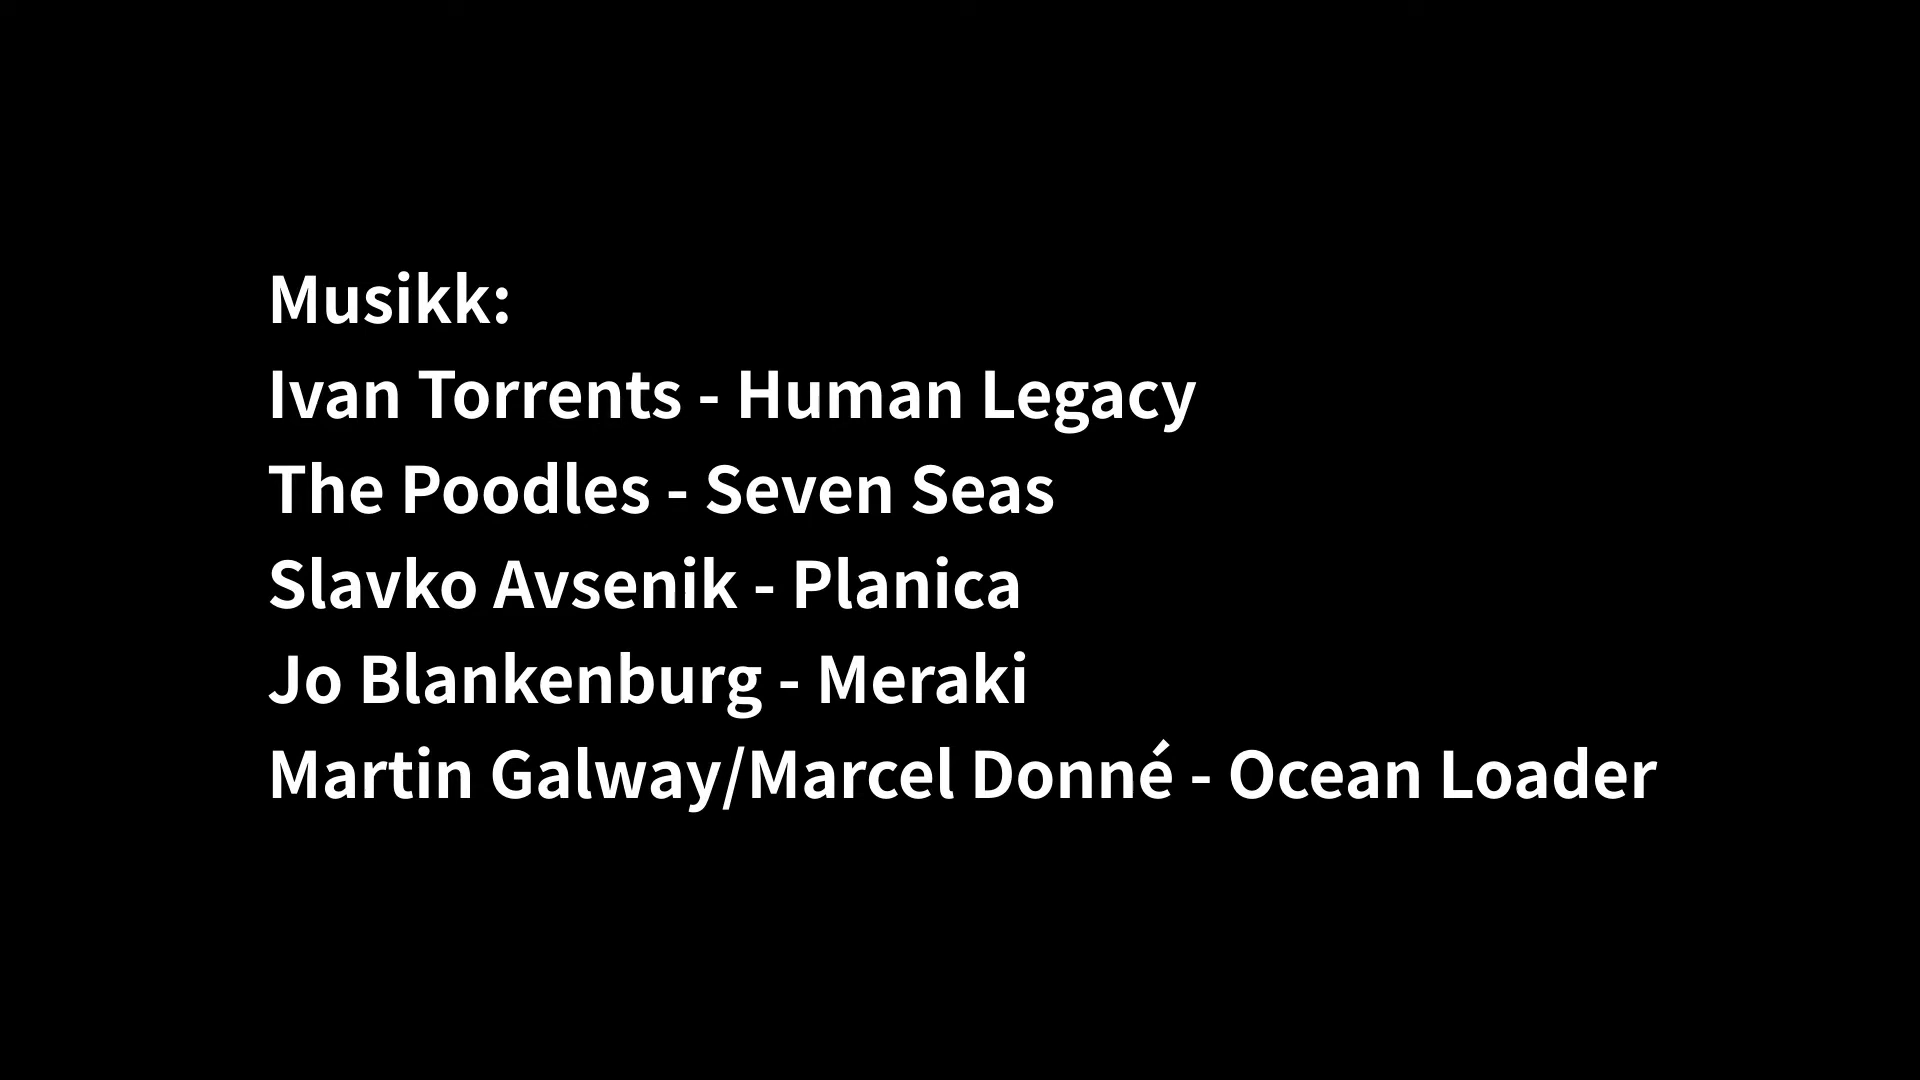 Musikk:
Ivan Torrents - Human Legacy
The Poodles - Seven Seas
Slavko Avsenik - Planica
Jo Blankenburg - Meraki
Martin Galway/Marcel Donné - Ocean Loader